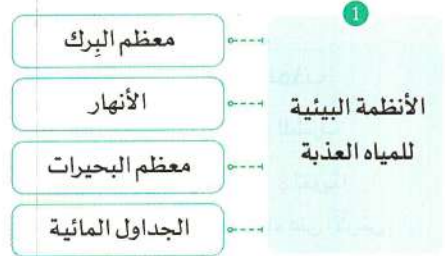 1
الأنظمة البيئية
للمياه العذبة
معظم البِرك
الأنهار
معظم البحيرات
الجداول المائية